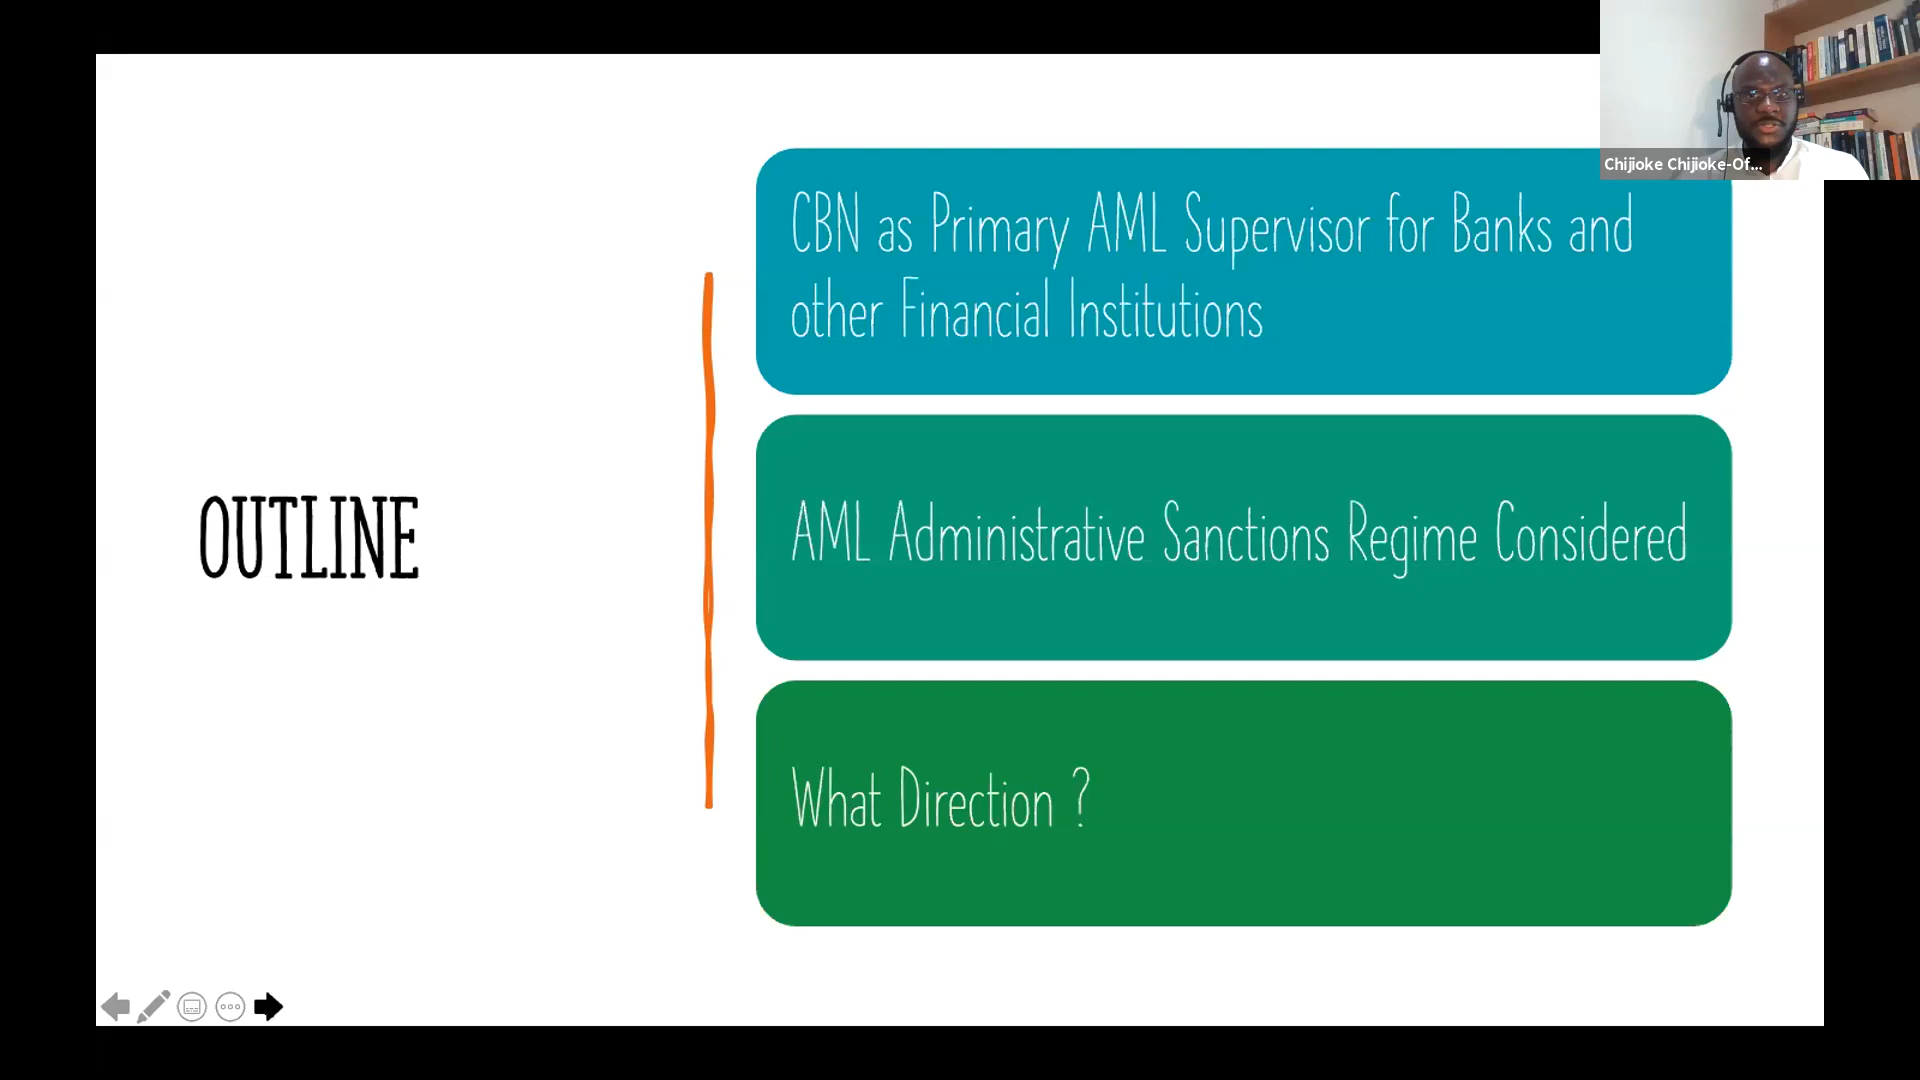 OUTLINE
CBN as Primary AML Supervisor for Banks and
other Financial Institutions
AML Administrative Sanctions Regime Considered
What Direction ?
Chijioke Chijioke-Of...